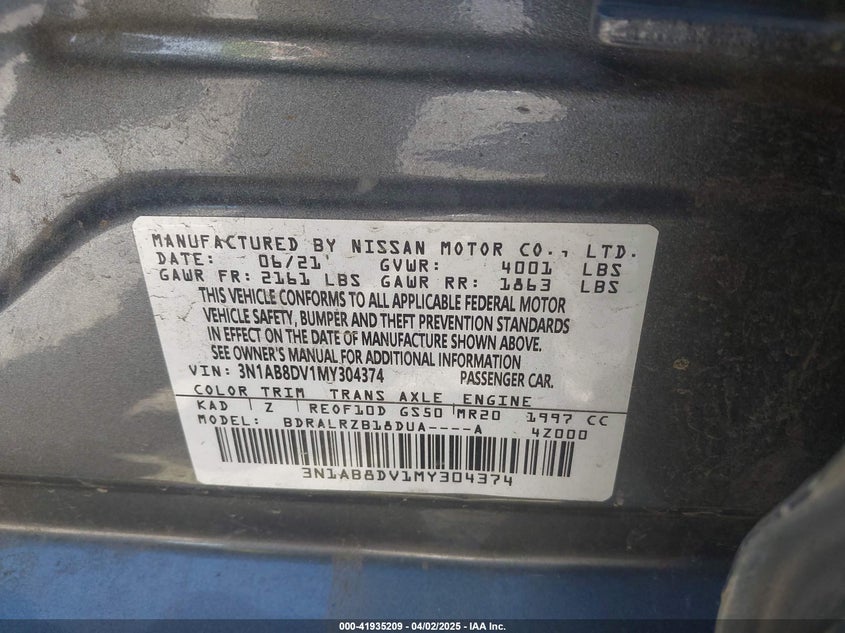 MANUFACTURED BY NISSAN MOTOR CO., LTD.
DATE: 06/21 GVWR: 4001 LBS
GAWR FR: 2161 LBS GAWR RR: 1863 LBS
THIS VEHICLE CONFORMS TO ALL APPLICABLE FEDERAL MOTOR
VEHICLE SAFETY, BUMPER AND THEFT PREVENTION STANDARDS
IN EFFECT ON THE DATE OF MANUFACTURE SHOWN ABOVE.
SEE OWNER'S MANUAL FOR ADDITIONAL INFORMATION
VIN: 3N1AB8DV1MY304374 PASSENGER CAR.
COLOR TRIM TRANS AXLE ENGINE
KAD Z RE0F10D GS50 MR20 1997 CC
MODEL: BDRALRZB18DUA----A 4Z000
3N1AB8DV1MY304374
000-41935209 - 04/02/2025 - IAA Inc.